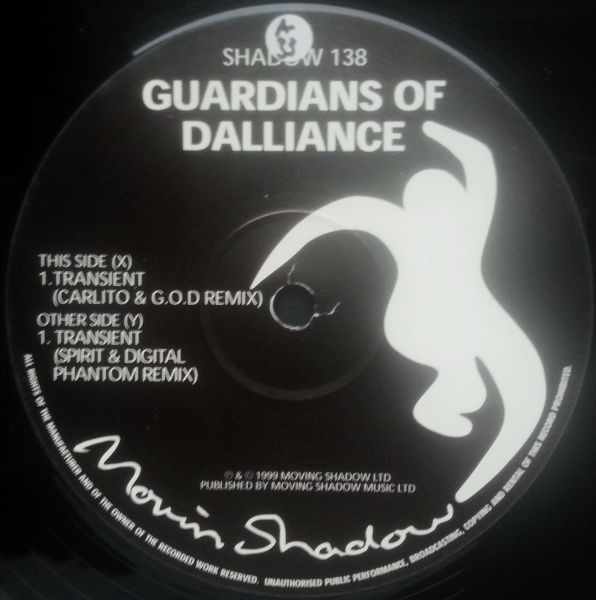 SHADOW 138
GUARDIANS OF
DALLIANCE
THIS SIDE (X)
1. TRANSIENT
(CARLITO & G.O.D REMIX)
OTHER SIDE (Y)
1. TRANSIENT
(SPIRIT & DIGITAL
PHANTOM REMIX)
℗ & © 1999 MOVING SHADOW LTD
PUBLISHED BY MOVING SHADOW MUSIC LTD
Movin Shadow
ALL RIGHTS OF THE MANUFACTURER AND OF THE OWNER OF THE RECORDED WORK RESERVED. UNAUTHORISED PUBLIC PERFORMANCE, BROADCASTING, COPYING AND RENTAL OF THIS RECORD PROHIBITED.